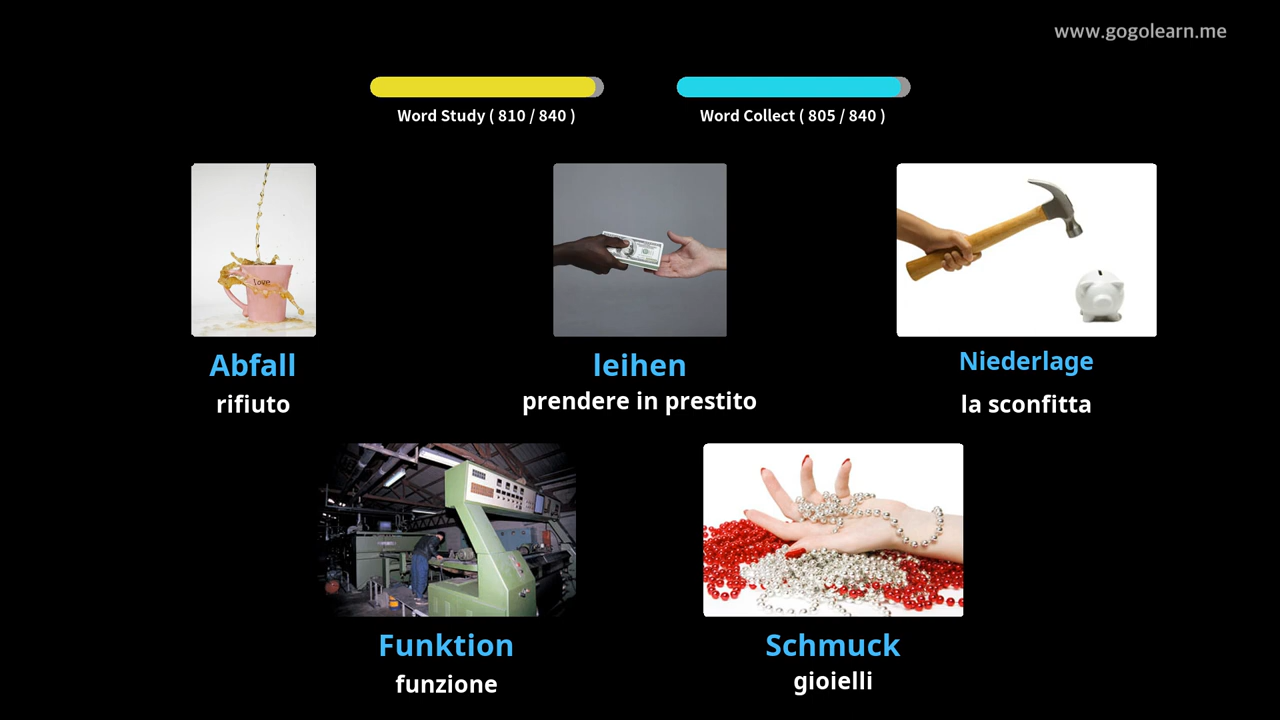 www.gogolearn.me
Word Study ( 810 / 840 )
Word Collect ( 805 / 840 )
love
Abfall
rifiuto
leihen
prendere in prestito
Niederlage
la sconfitta
Funktion
funzione
Schmuck
gioielli